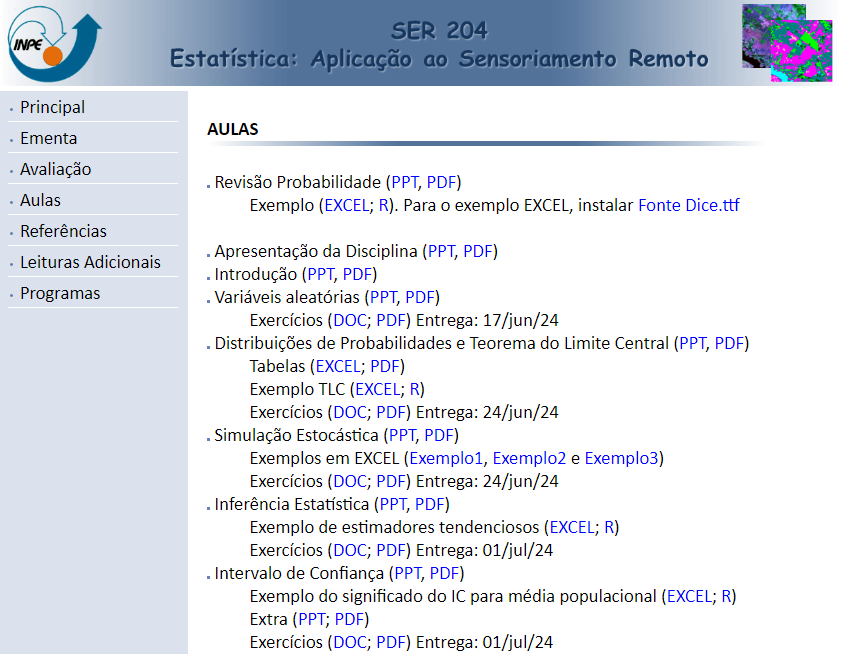 INPE
SER 204
Estatística: Aplicação ao Sensoriamento Remoto
Principal
Ementa
Avaliação
Aulas
Referências
Leituras Adicionais
Programas
AULAS
Revisão Probabilidade (PPT, PDF)
Exemplo (EXCEL; R). Para o exemplo EXCEL, instalar Fonte Dice.ttf
Apresentação da Disciplina (PPT, PDF)
Introdução (PPT, PDF)
Variáveis aleatórias (PPT, PDF)
Exercícios (DOC; PDF) Entrega: 17/jun/24
Distribuições de Probabilidades e Teorema do Limite Central (PPT, PDF)
Tabelas (EXCEL; PDF)
Exemplo TLC (EXCEL; R)
Exercícios (DOC; PDF) Entrega: 24/jun/24
Simulação Estocástica (PPT, PDF)
Exemplos em EXCEL (Exemplo1, Exemplo2 e Exemplo3)
Exercícios (DOC; PDF) Entrega: 24/jun/24
Inferência Estatística (PPT, PDF)
Exemplo de estimadores tendenciosos (EXCEL; R)
Exercícios (DOC; PDF) Entrega: 01/jul/24
Intervalo de Confiança (PPT, PDF)
Exemplo do significado do IC para média populacional (EXCEL; R)
Extra (PPT; PDF)
Exercícios (DOC; PDF) Entrega: 01/jul/24